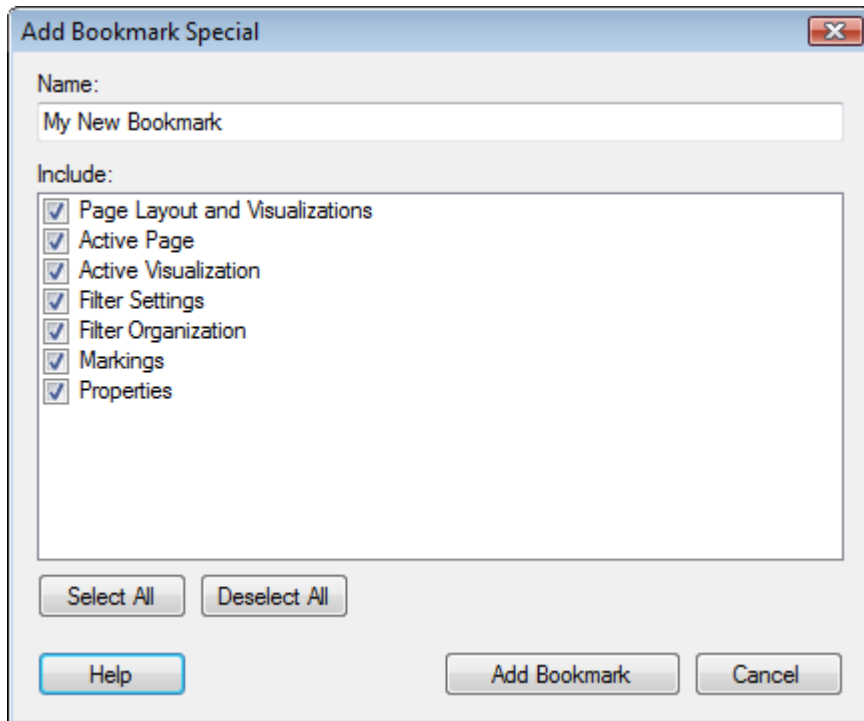 Add Bookmark Special
Name:
My New Bookmark
Include:
Page Layout and Visualizations
Active Page
Active Visualization
Filter Settings
Filter Organization
Markings
Properties
Select All Deselect All
Help Add Bookmark Cancel